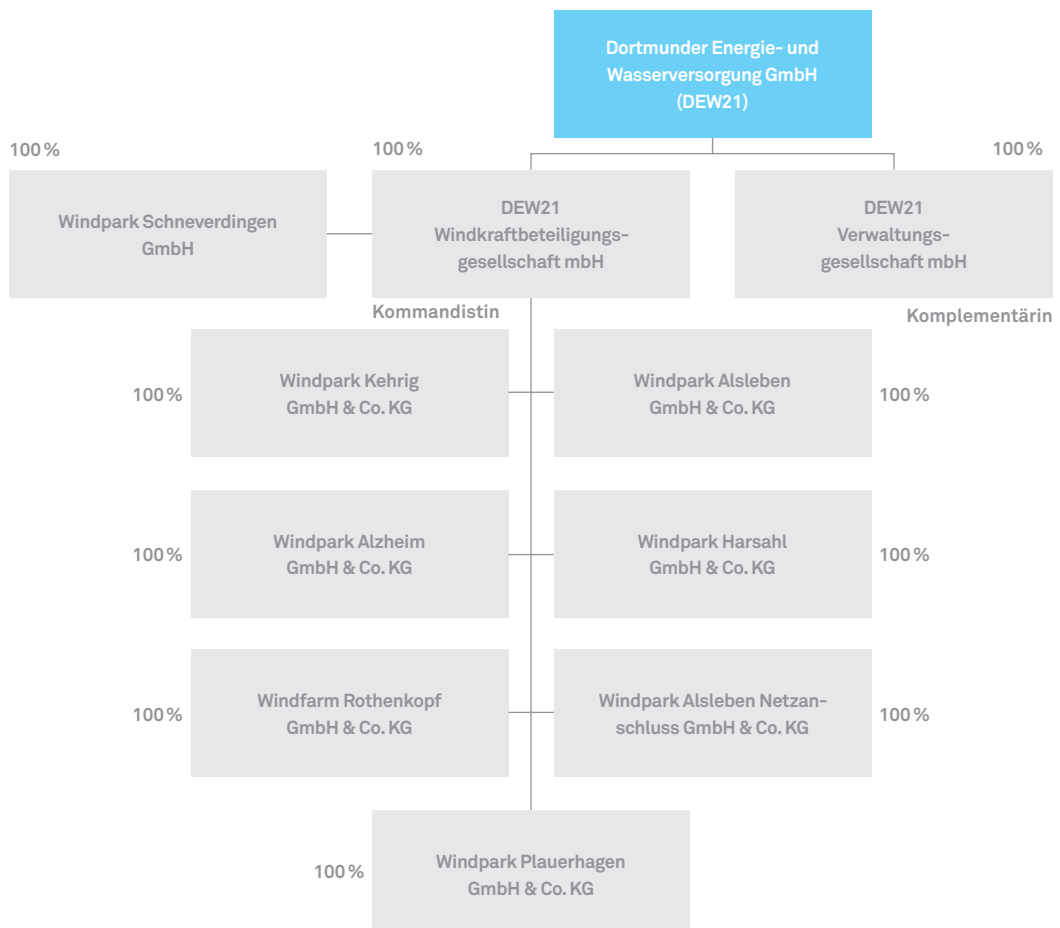 Dortmunder Energie- und
Wasserversorgung GmbH
(DEW21)
100 %
100 %
100 %
Windpark Schneverdingen
GmbH
DEW21
Windkraftbeteiligungs-
gesellschaft mbH
DEW21
Verwaltungs-
gesellschaft mbH
Kommandistin
Komplementärin
100 %
Windpark Kehrig
GmbH & Co. KG
Windpark Alsleben
GmbH & Co. KG
100 %
100 %
Windpark Alzheim
GmbH & Co. KG
Windpark Harsahl
GmbH & Co. KG
100 %
100 %
Windfarm Rothenkopf
GmbH & Co. KG
Windpark Alsleben Netzan-
schluss GmbH & Co. KG
100 %
100 %
Windpark Plauerhagen
GmbH & Co. KG